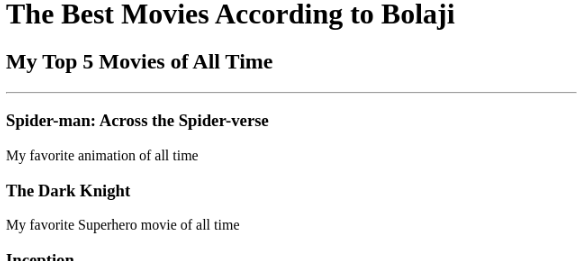 The Best Movies According to Bolaji
My Top 5 Movies of All Time
Spider-man: Across the Spider-verse
My favorite animation of all time
The Dark Knight
My favorite Superhero movie of all time
Inception